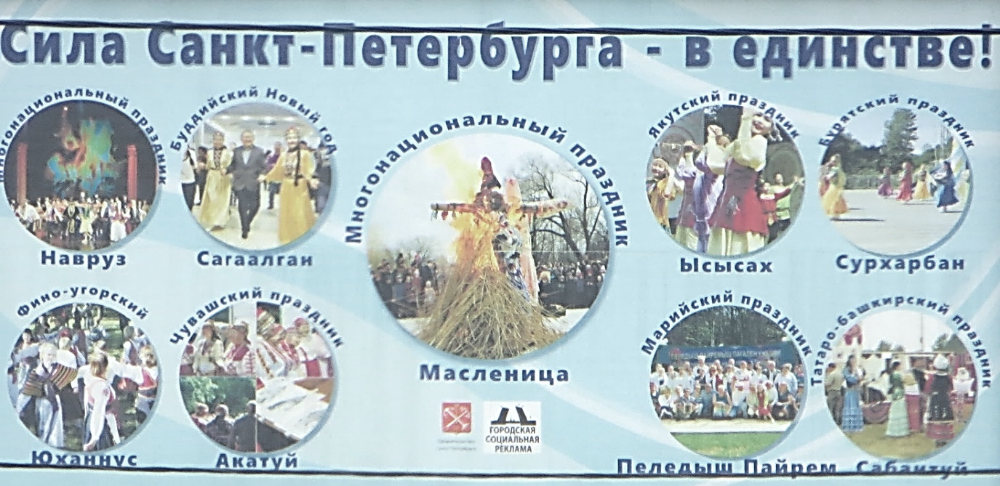 Сила Санкт-Петербурга - в единстве!
Многонациональный праздник
Навруз
Буддийский Новый год
Сагаалган
Многонациональный праздник
Масленица
Якутский праздник
Ысысах
Бурятский праздник
Сурхарбан
Фино-угорский
Юханнус
Чувашский праздник
Акатуй
Марийский праздник
Пеледыш Пайрем
Татаро-башкирский праздник
Сабантуй
ГОРОДСКАЯ
СОЦИАЛЬНАЯ
РЕКЛАМА